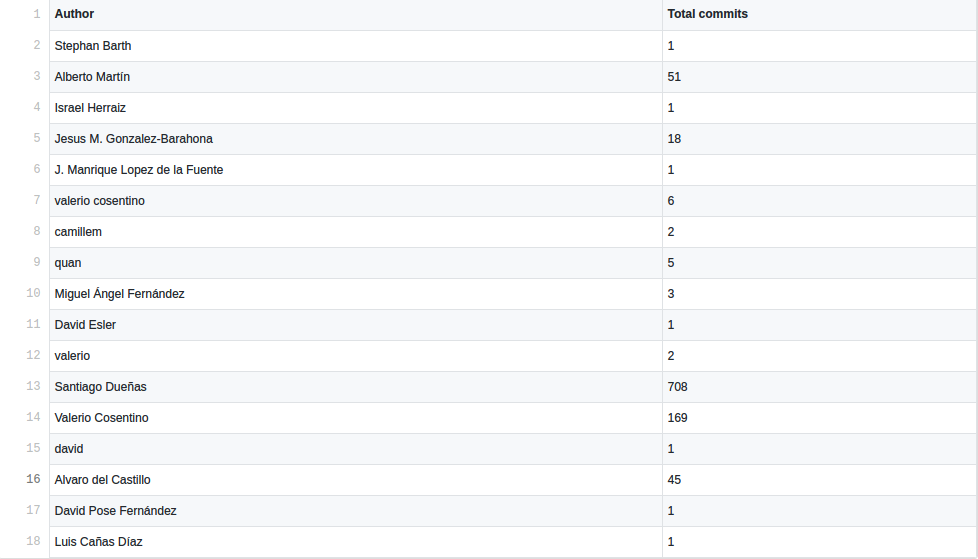 1 Author Total commits
2 Stephan Barth 1
3 Alberto Martín 51
4 Israel Herraiz 1
5 Jesus M. Gonzalez-Barahona 18
6 J. Manrique Lopez de la Fuente 1
7 valerio cosentino 6
8 camillem 2
9 quan 5
10 Miguel Ángel Fernández 3
11 David Esler 1
12 valerio 2
13 Santiago Dueñas 708
14 Valerio Cosentino 169
15 david 1
16 Alvaro del Castillo 45
17 David Pose Fernández 1
18 Luis Cañas Díaz 1